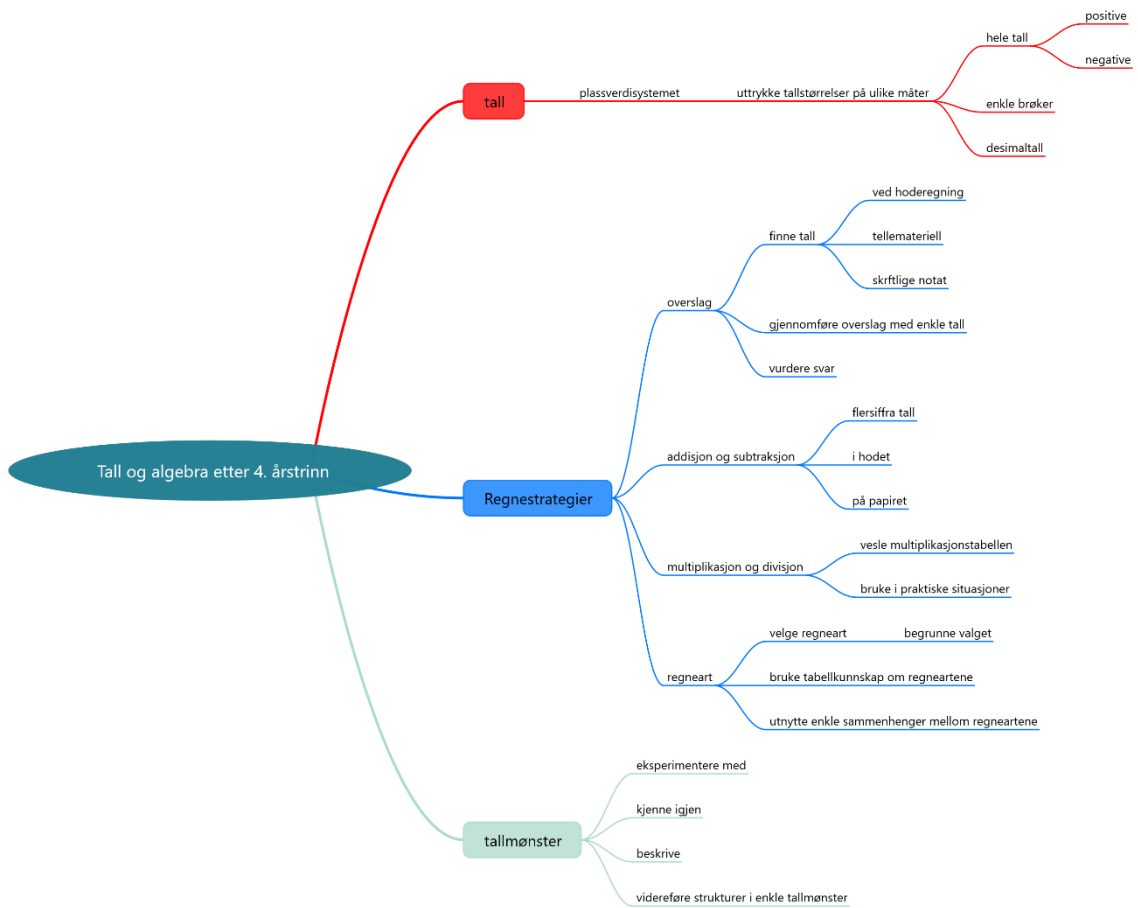 Tall og algebra etter 4. årstrinn
tall
plassverdisystemet
uttrykke tallstørrelser på ulike måter
hele tall
positive
negative
enkle brøker
desimaltall
Regnestrategier
overslag
finne tall
ved hoderegning
tellemateriell
skrftlige notat
gjennomføre overslag med enkle tall
vurdere svar
addisjon og subtraksjon
flersiffra tall
i hodet
på papiret
multiplikasjon og divisjon
vesle multiplikasjonstabellen
bruke i praktiske situasjoner
regneart
velge regneart
begrunne valget
bruke tabellkunnskap om regneartene
utnytte enkle sammenhenger mellom regneartene
tallmønster
eksperimentere med
kjenne igjen
beskrive
videreføre strukturer i enkle tallmønster